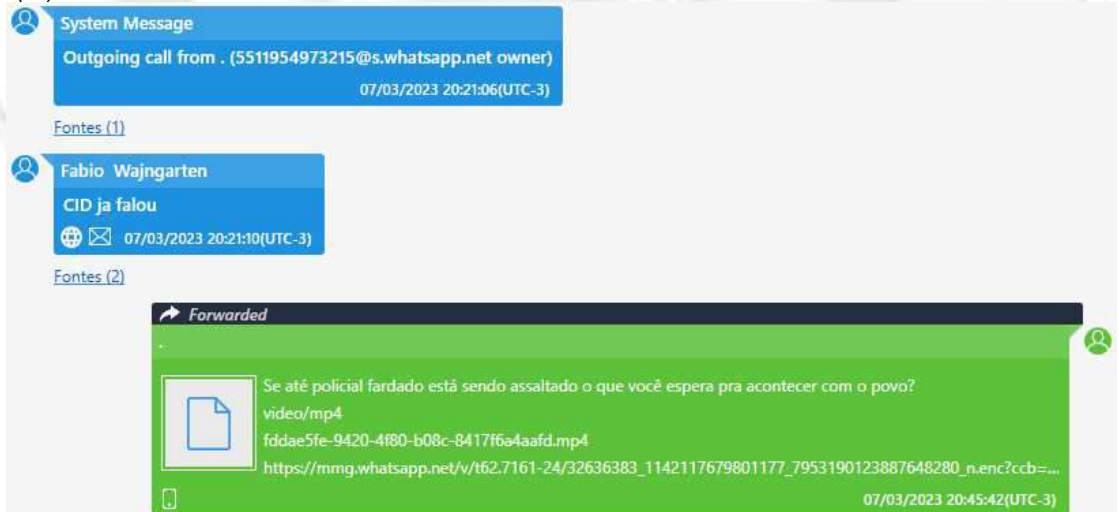 System Message
Outgoing call from . (5511954973215@s.whatsapp.net owner)
07/03/2023 20:21:06(UTC-3)
Fontes (1)
Fabio Wajngarten
CID ja falou
07/03/2023 20:21:10(UTC-3)
Fontes (2)
Forwarded
.
Se até policial fardado está sendo assaltado o que você espera pra acontecer com o povo?
video/mp4
fddae5fe-9420-4f80-b08c-8417f6a4aafd.mp4
https://mmg.whatsapp.net/v/t62.7161-24/32636383_1142117679801177_7953190123887648280_n.enc?ccb=...
07/03/2023 20:45:42(UTC-3)